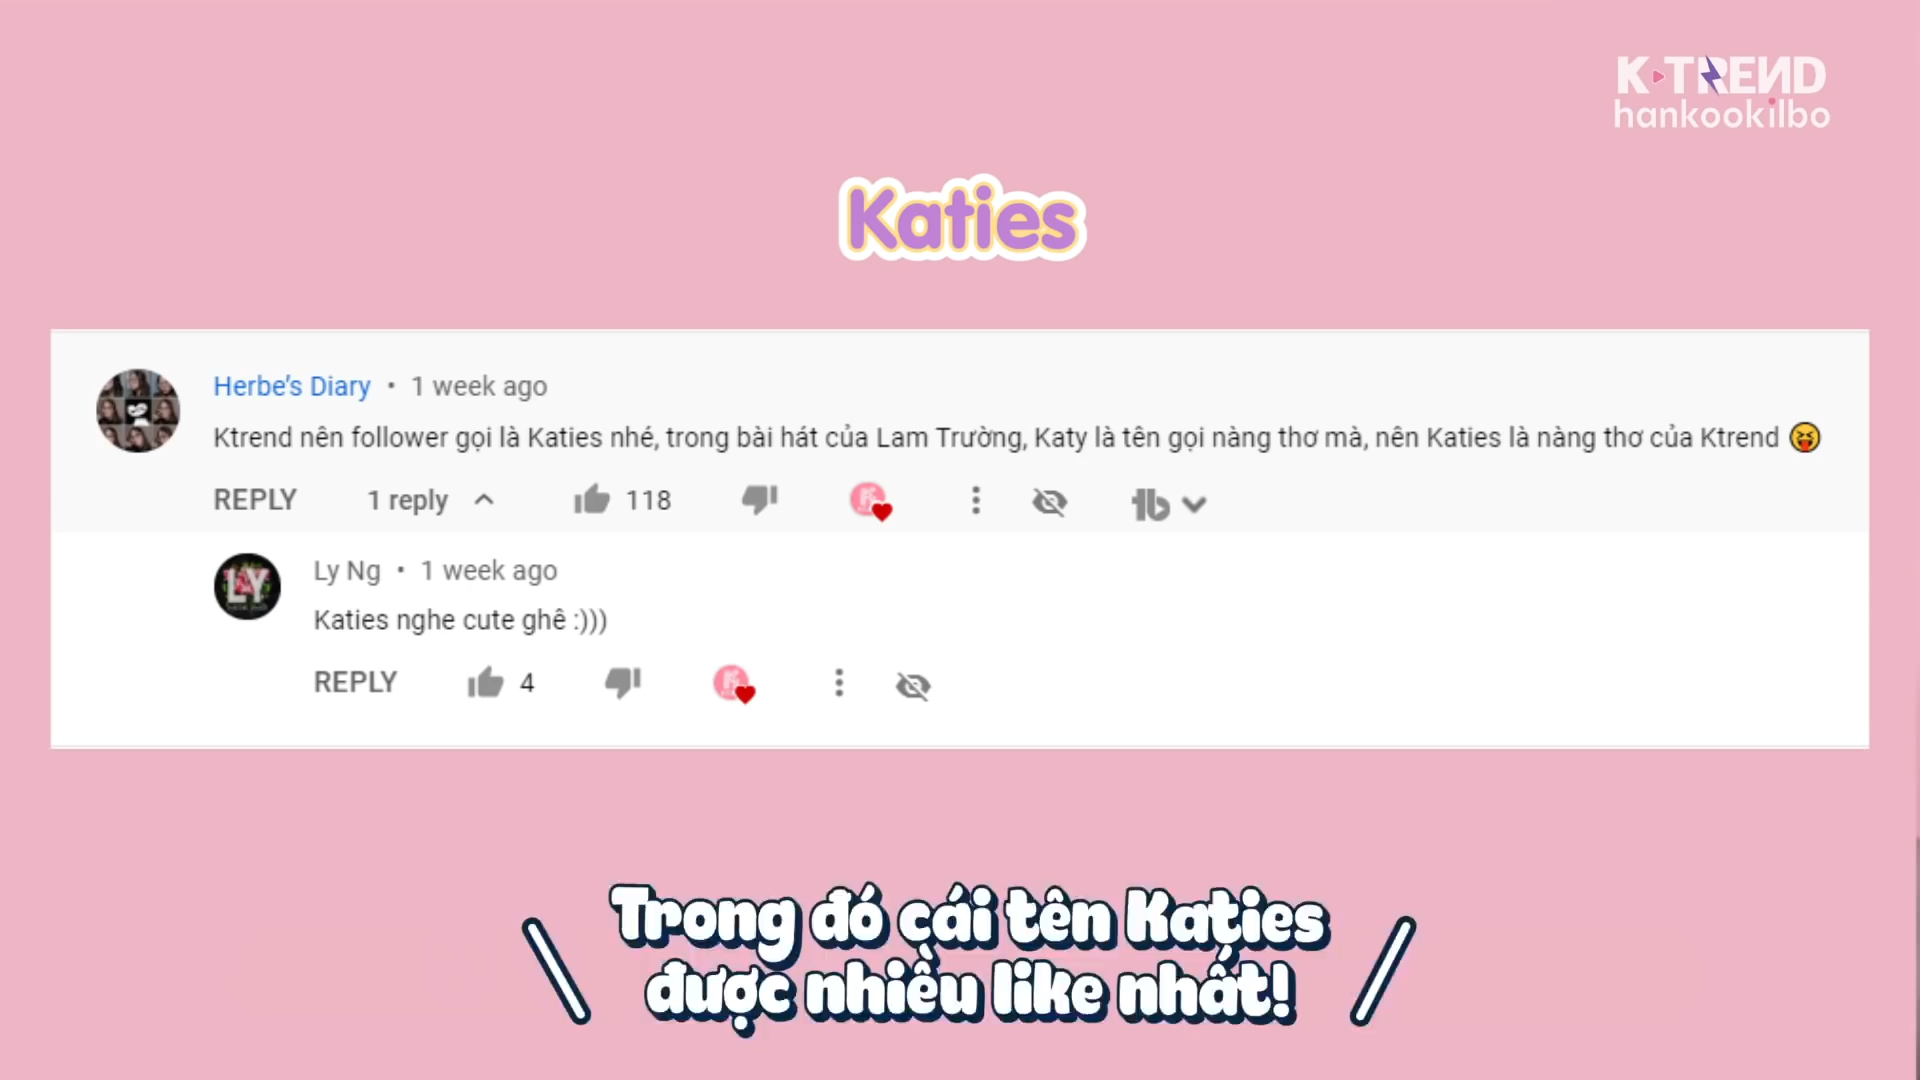 K-TREND
hankookilbo
Katies
Herbe's Diary • 1 week ago
Ktrend nên follower gọi là Katies nhé, trong bài hát của Lam Trường, Katy là tên gọi nàng thơ mà, nên Katies là nàng thơ của Ktrend 😝
REPLY 1 reply 118
LY
Ly Ng • 1 week ago
Katies nghe cute ghê :)))
REPLY 4
Trong đó cái tên Katies
được nhiều like nhất!